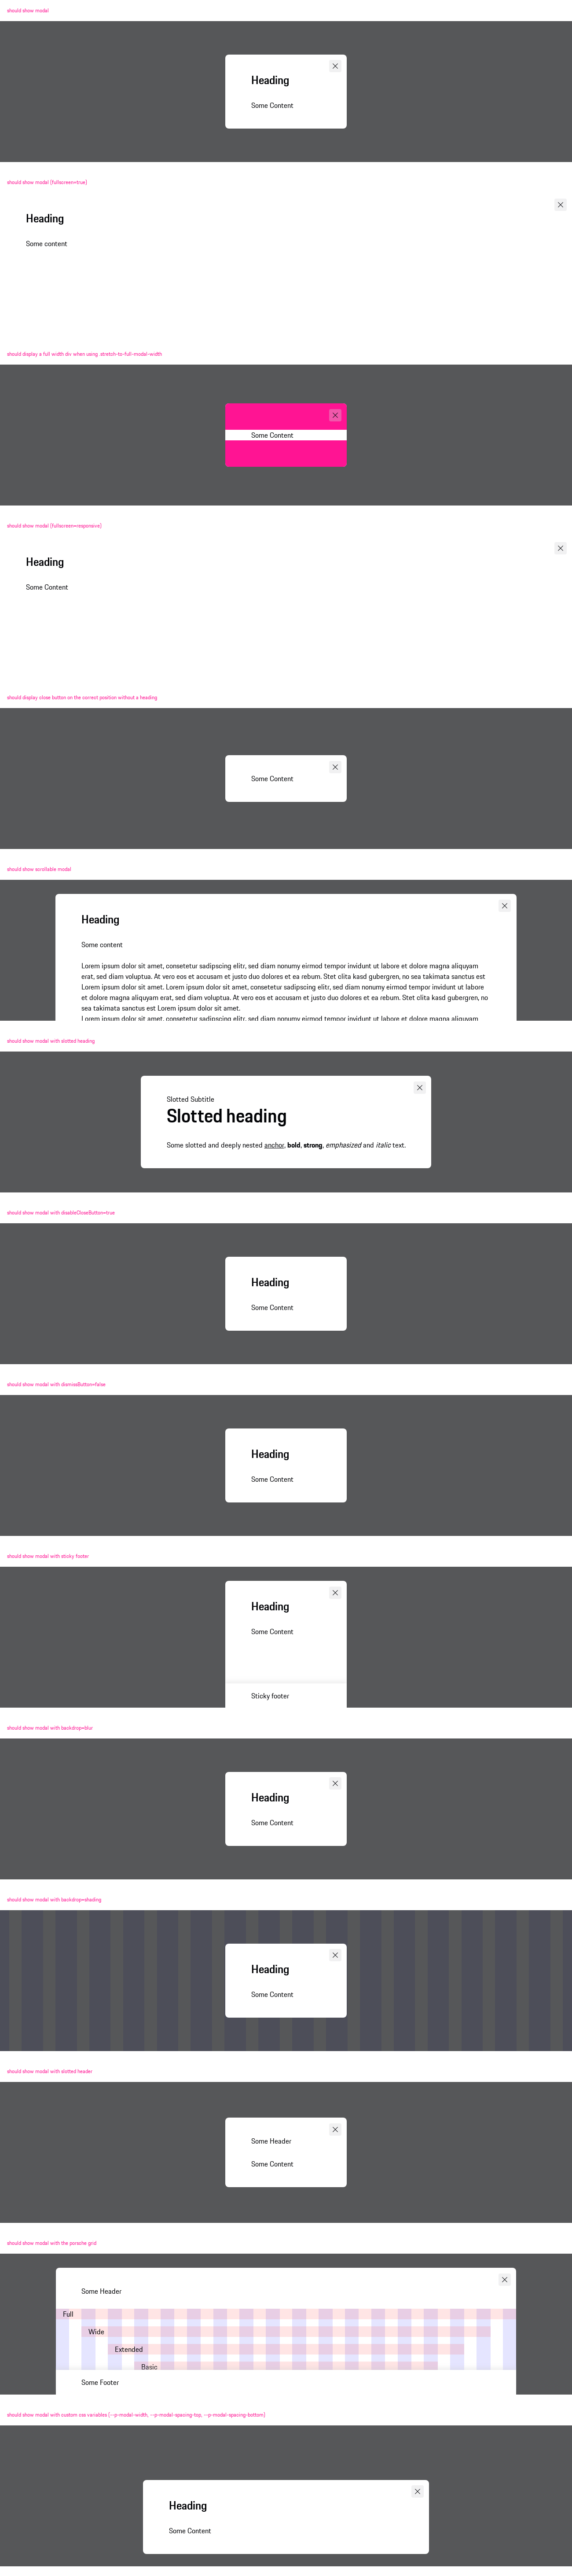 should show modal
Heading
Some Content
should show modal [fullscreen=true]
Heading
Some content
should display a full width div when using .stretch-to-full-modal-width
Some Content
should show modal [fullscreen=responsive]
Heading
Some Content
should display close button on the correct position without a heading .
Some Content
should show scrollable modal
Heading
Some content
Lorem ipsum dolor sit amet, consetetur sadipscing elitr, sed diam nonumy eirmod tempor invidunt ut labore et dolore magna aliquyam
erat, sed diam voluptua. At vero eos et accusam et justo duo dolores et ea rebum. Stet clita kasd gubergren, no sea takimata sanctus est
Lorem ipsum dolor sit amet. Lorem ipsum dolor sit amet, consetetur sadipscing elitr, sed diam nonumy eirmod tempor invidunt ut labore
et dolore magna aliquyam erat, sed diam voluptua. At vero eos et accusam et justo duo dolores et ea rebum. Stet clita kasd gubergren, no
sea takimata sanctus est Lorem ipsum dolor sit amet.
Lorem ipsum dolor sit amet, consetetur sadipscing elitr, sed diam nonumy eirmod tempor invidunt ut labore et dolore magna aliquyam
should show modal with slotted heading
Slotted Subtitle
Slotted heading
Some slotted and deeply nested anchor, bold, strong, emphasized and italic text.
should show modal with disableCloseButton=true
Heading
Some Content
should show modal with dismissButton=false
Heading
Some Content
should show modal with sticky footer
Heading
Some Content
Sticky footer
should show modal with backdrop=blur
Heading
Some Content
should show modal with backdrop=shading
Heading
Some Content
should show modal with slotted header
Some Header
Some Content
should show modal with the porsche grid
Some Header
Full
Wide
Extended
Basic
Some Footer
should show modal with custom css variables [--p-modal-width, --p-modal-spacing-top, --p-modal-spacing-bottom]
Heading
Some Content